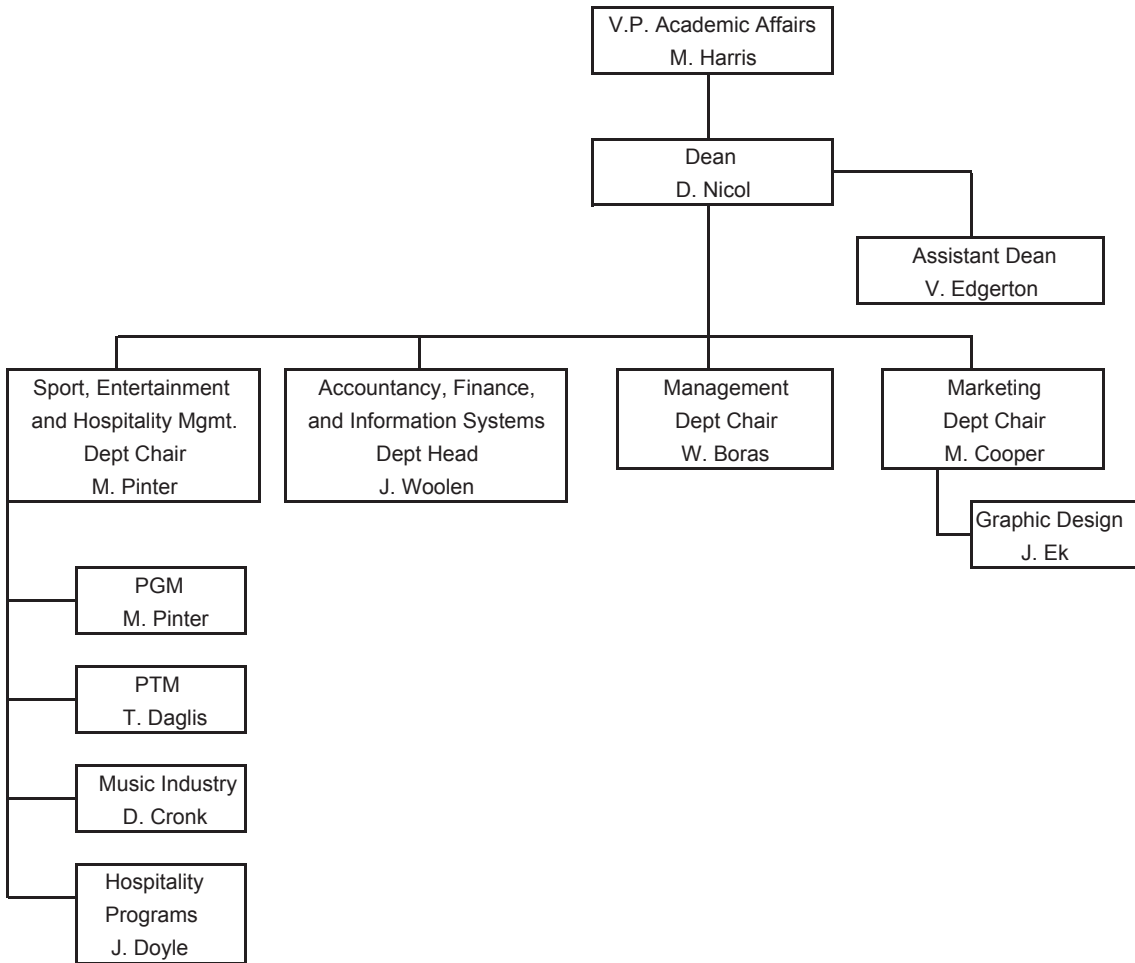 V.P. Academic Affairs
M. Harris
Dean
D. Nicol
Assistant Dean
V. Edgerton
Sport, Entertainment
and Hospitality Mgmt.
Dept Chair
M. Pinter
Accountancy, Finance,
and Information Systems
Dept Head
J. Woolen
Management
Dept Chair
W. Boras
Marketing
Dept Chair
M. Cooper
Graphic Design
J. Ek
PGM
M. Pinter
PTM
T. Daglis
Music Industry
D. Cronk
Hospitality
Programs
J. Doyle